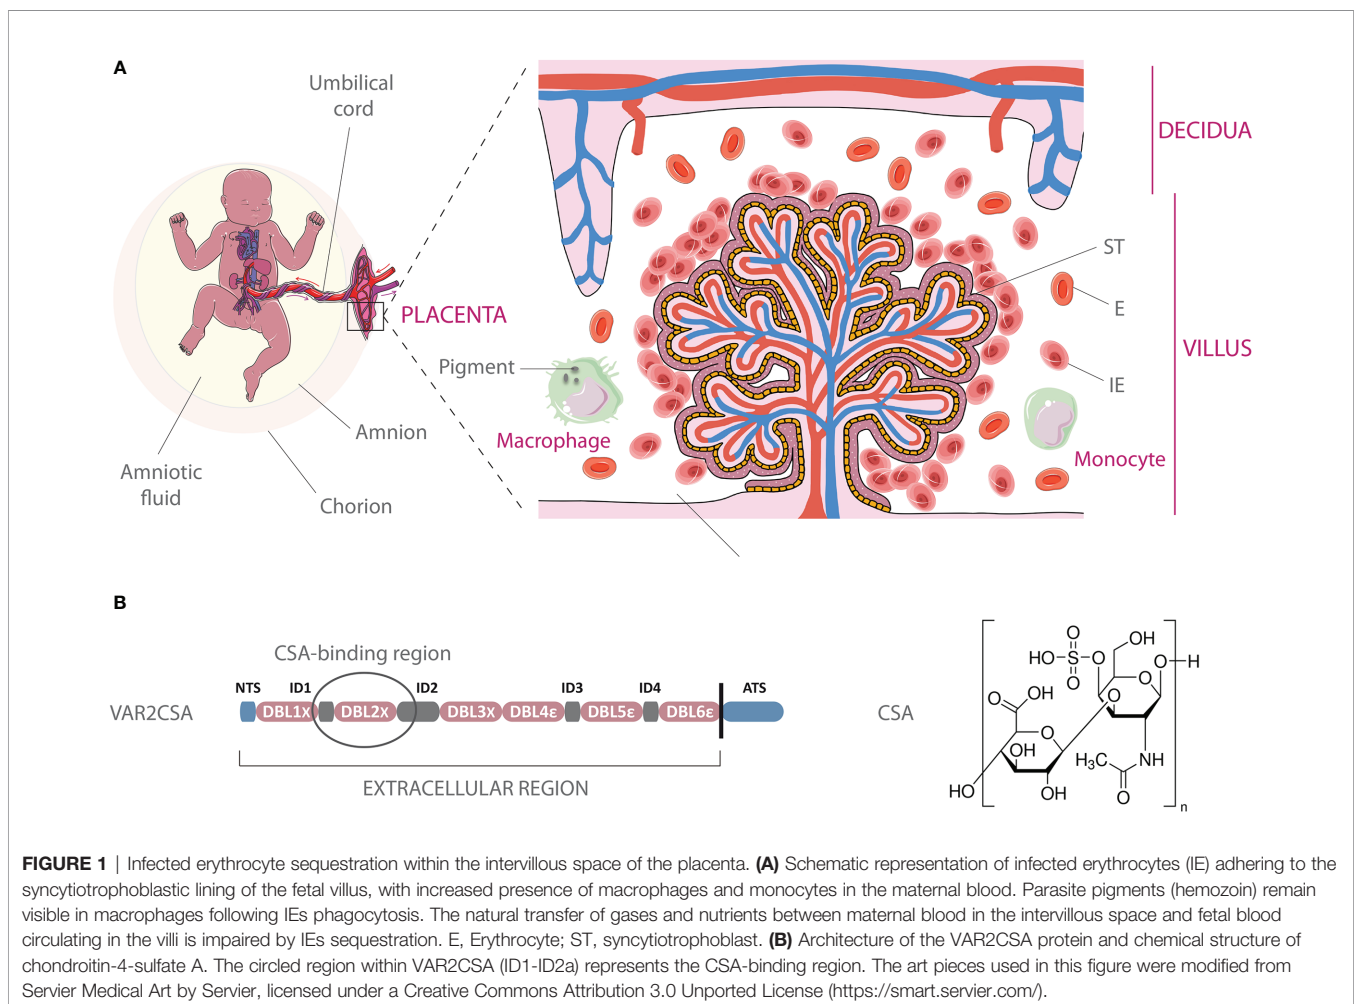 A
Umbilical
cord
DECIDUA
ST
E
PLACENTA
VILLUS
Pigment
IE
Amnion
Macrophage
Monocyte
Amniotic
fluid
Chorion
B
CSA-binding region
NTS ID1 ID2 ID3 ID4 ATS
VAR2CSA
DBL1x DBL2x DBL3x DBL4ε DBL5ε DBL6ε
EXTRACELLULAR REGION
CSA
O
OH
HO S O O H
O
O
OH
O
O
O
OH
H₃C NH
HO
OH
O
n
FIGURE 1 | Infected erythrocyte sequestration within the intervillous space of the placenta. (A) Schematic representation of infected erythrocytes (IE) adhering to the
syncytiotrophoblastic lining of the fetal villus, with increased presence of macrophages and monocytes in the maternal blood. Parasite pigments (hemozoin) remain
visible in macrophages following IEs phagocytosis. The natural transfer of gases and nutrients between maternal blood in the intervillous space and fetal blood
circulating in the villi is impaired by IEs sequestration. E, Erythrocyte; ST, syncytiotrophoblast. (B) Architecture of the VAR2CSA protein and chemical structure of
chondroitin-4-sulfate A. The circled region within VAR2CSA (ID1-ID2a) represents the CSA-binding region. The art pieces used in this figure were modified from
Servier Medical Art by Servier, licensed under a Creative Commons Attribution 3.0 Unported License (https://smart.servier.com/).